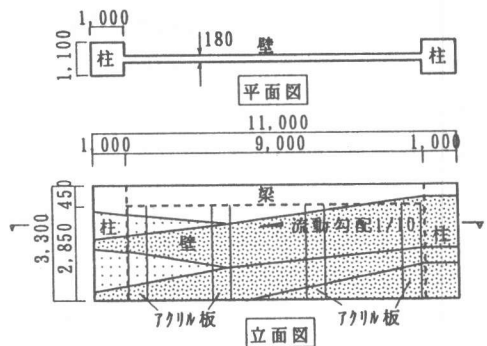 1,000
1,100
柱
180
壁
柱
平面図
11,000
1,000
9,000
1,000
450
3,300
2,850
梁
柱
壁
流動勾配1/10
柱
アクリル板
アクリル板
立面図